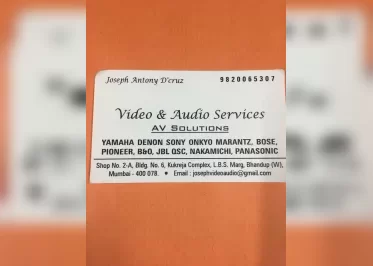 Joseph Antony D'cruz 9820065307
Video & Audio Services
AV SOLUTIONS
YAMAHA DENON SONY ONKYO MARANTZ, BOSE,
PIONEER, B&O, JBL QSC, NAKAMICHI, PANASONIC
Shop No. 2-A, Bldg. No. 6, Kukreja Complex, L.B.S. Marg, Bhandup (W),
Mumbai - 400 078. • Email : josephvideoaudio@gmail.com